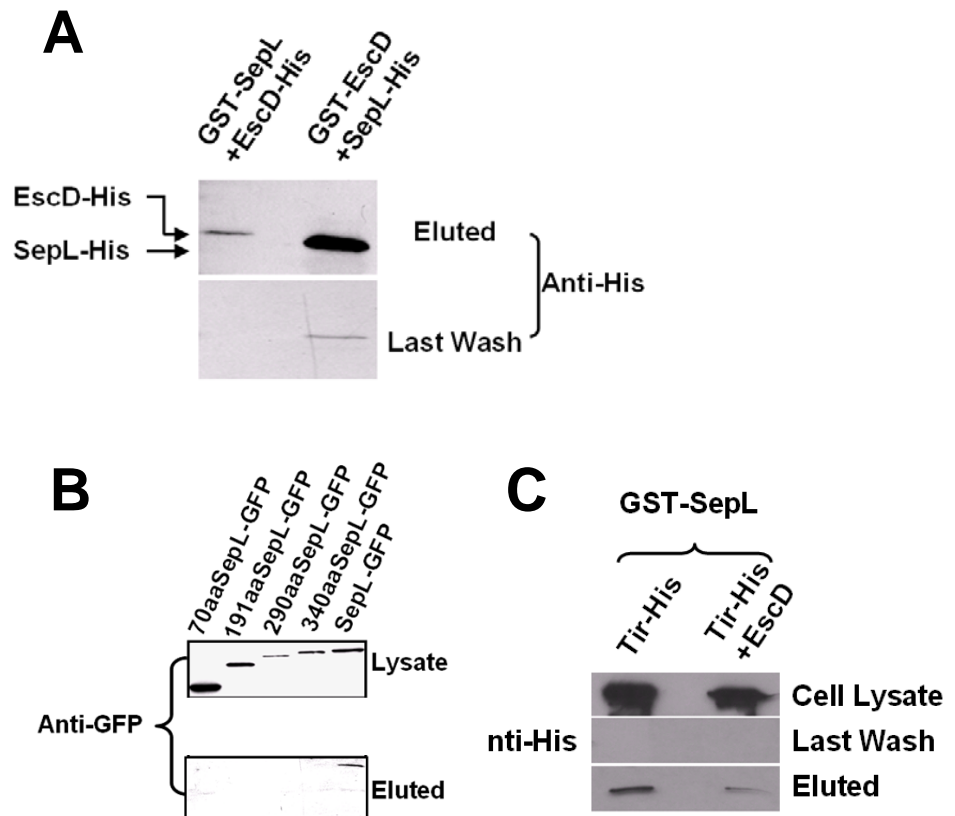 A
GST-SepL
+EscD-His
GST-EscD
+SepL-His
EscD-His
SepL-His
Eluted
Last Wash
Anti-His
B
70aaSepL-GFP
191aaSepL-GFP
290aaSepL-GFP
340aaSepL-GFP
SepL-GFP
Lysate
Anti-GFP
Eluted
C
GST-SepL
Tir-His
Tir-His
+EscD
Cell Lysate
nti-His
Last Wash
Eluted